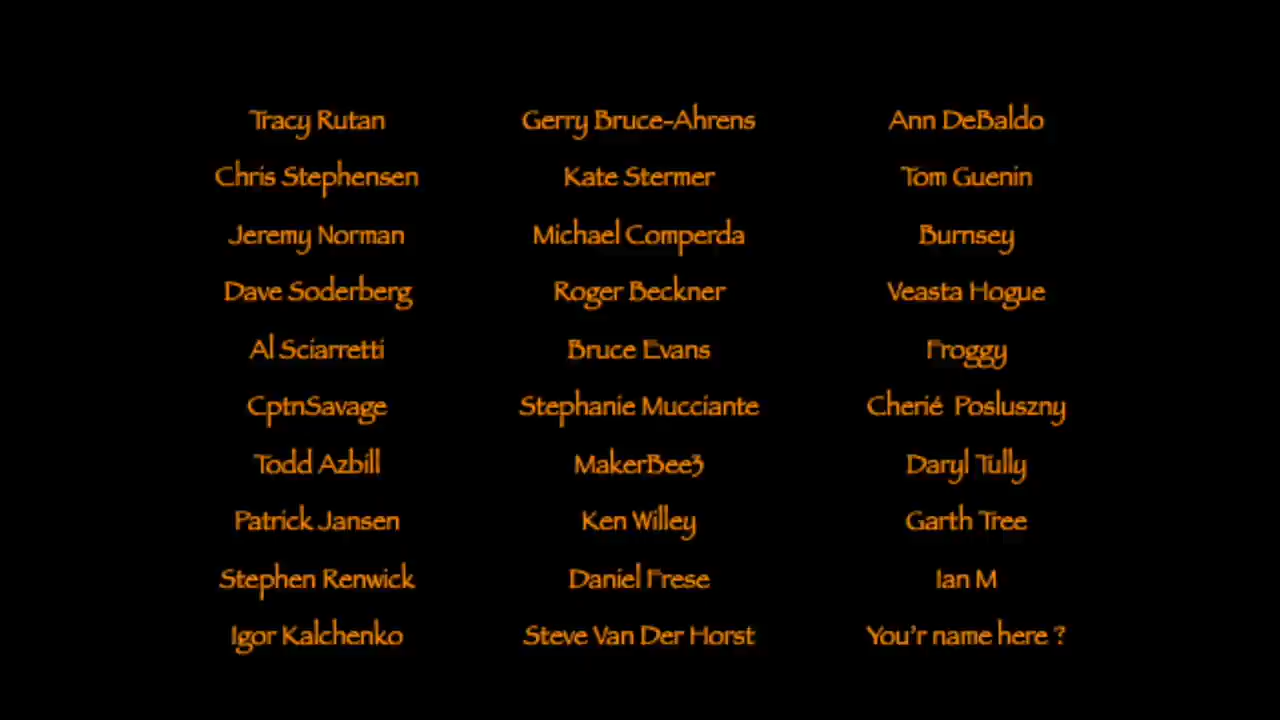 Tracy Rutan Gerry Bruce-Ahrens Ann DeBaldo
Chris Stephensen Kate Stermer Tom Guenin
Jeremy Norman Michael Comperda Burnsey
Dave Soderberg Roger Beckner Veasta Hogue
Al Sciarretti Bruce Evans Froggy
CptnSavage Stephanie Mucciante Cherié Posluszny
Todd Azbill MakerBee3 Daryl Tully
Patrick Jansen Ken Willey Garth Tree
Stephen Renwick Daniel Frese Ian M
Igor Kalchenko Steve Van Der Horst You'r name here ?